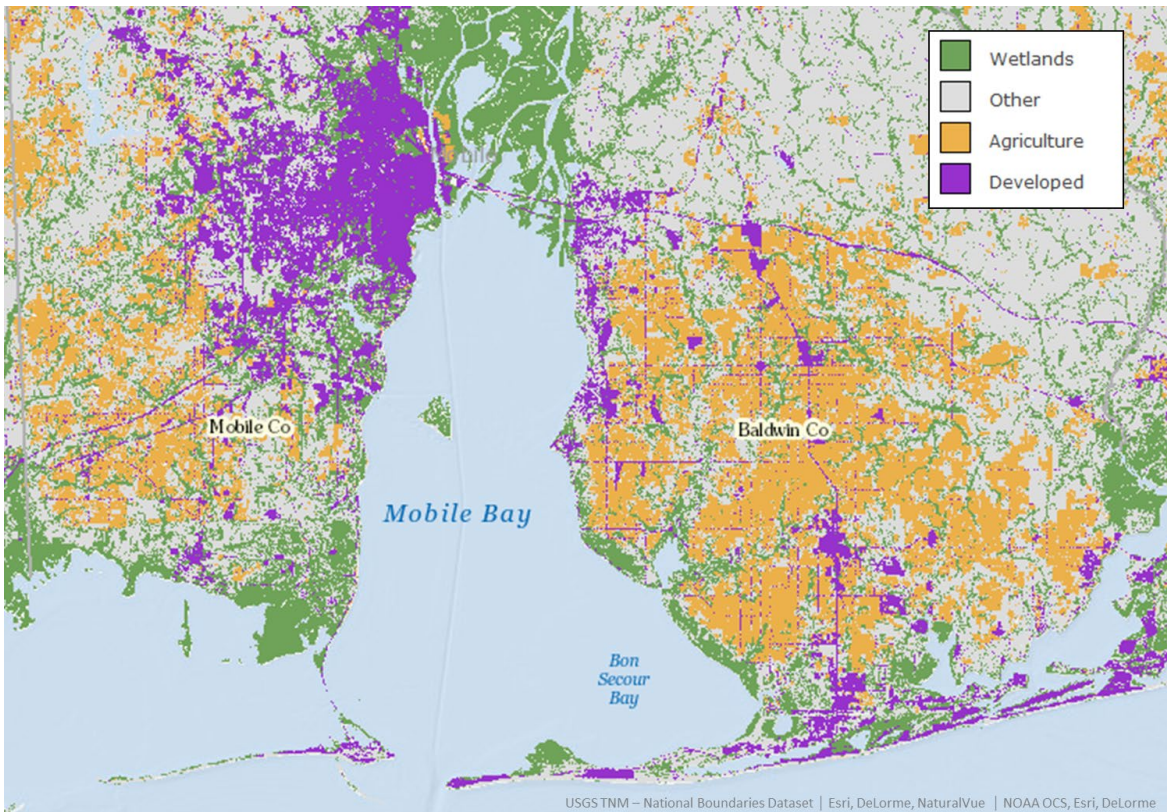 Wetlands
Other
Agriculture
Developed
Mobile
Mobile Co
Baldwin Co
Mobile Bay
Bon
Secour
Bay
USGS TNM – National Boundaries Dataset | Esri, DeLorme, NaturalVue | NOAA OCS, Esri, DeLorme